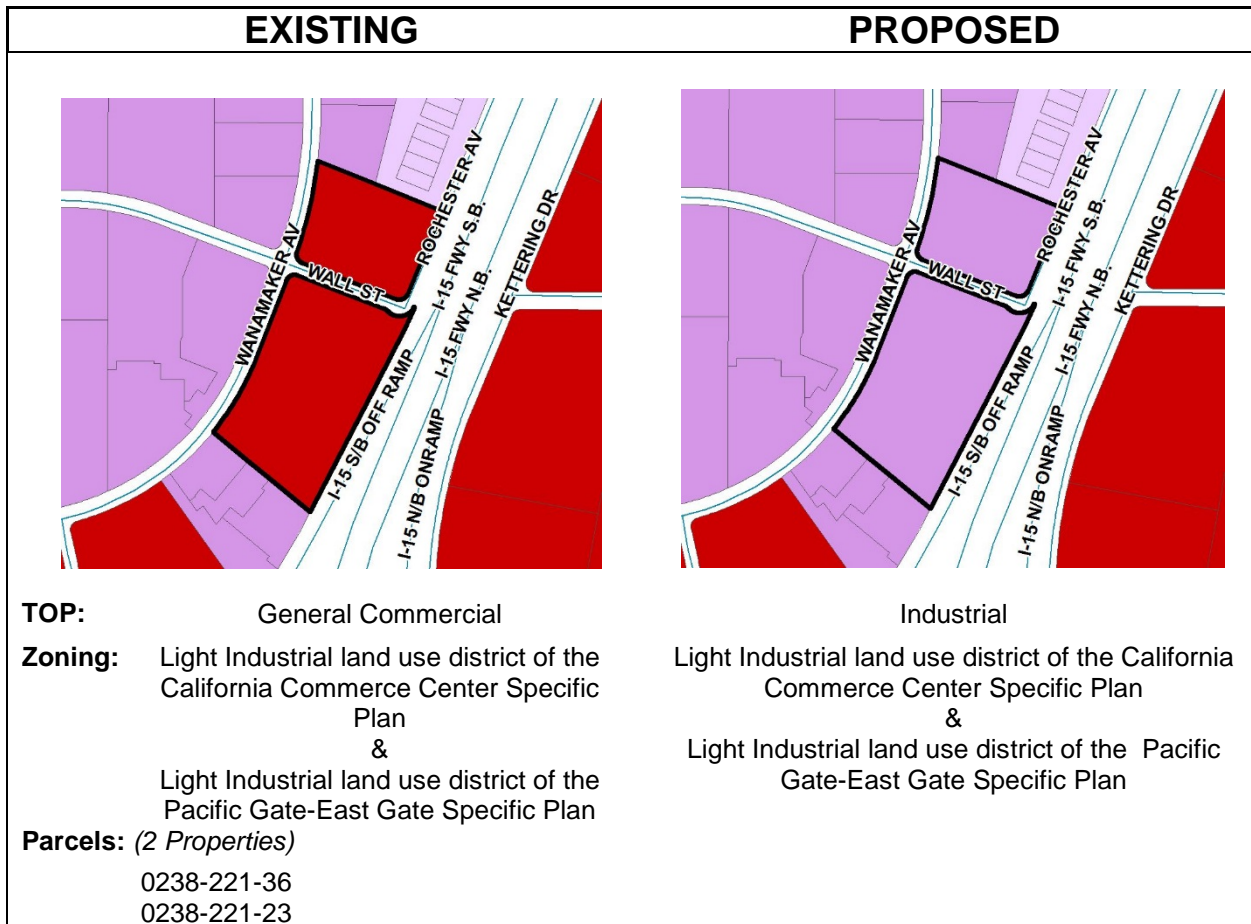 EXISTING
PROPOSED
WANAMAKER AV
WALL ST
ROCHESTER AV
I-15 FWY S.B.
I-15 FWY N.B.
KETTERING DR
I-15 S/B OFF RAMP
I-15 N/B ONRAMP
WANAMAKER AV
WALL ST
ROCHESTER AV
I-15 FWY S.B.
I-15 FWY N.B.
KETTERING DR
I-15 S/B OFF RAMP
I-15 N/B ONRAMP
TOP: General Commercial
Industrial
Zoning: Light Industrial land use district of the
California Commerce Center Specific
Plan
&
Light Industrial land use district of the
Pacific Gate-East Gate Specific Plan
Light Industrial land use district of the California
Commerce Center Specific Plan
&
Light Industrial land use district of the Pacific
Gate-East Gate Specific Plan
Parcels: (2 Properties)
0238-221-36
0238-221-23